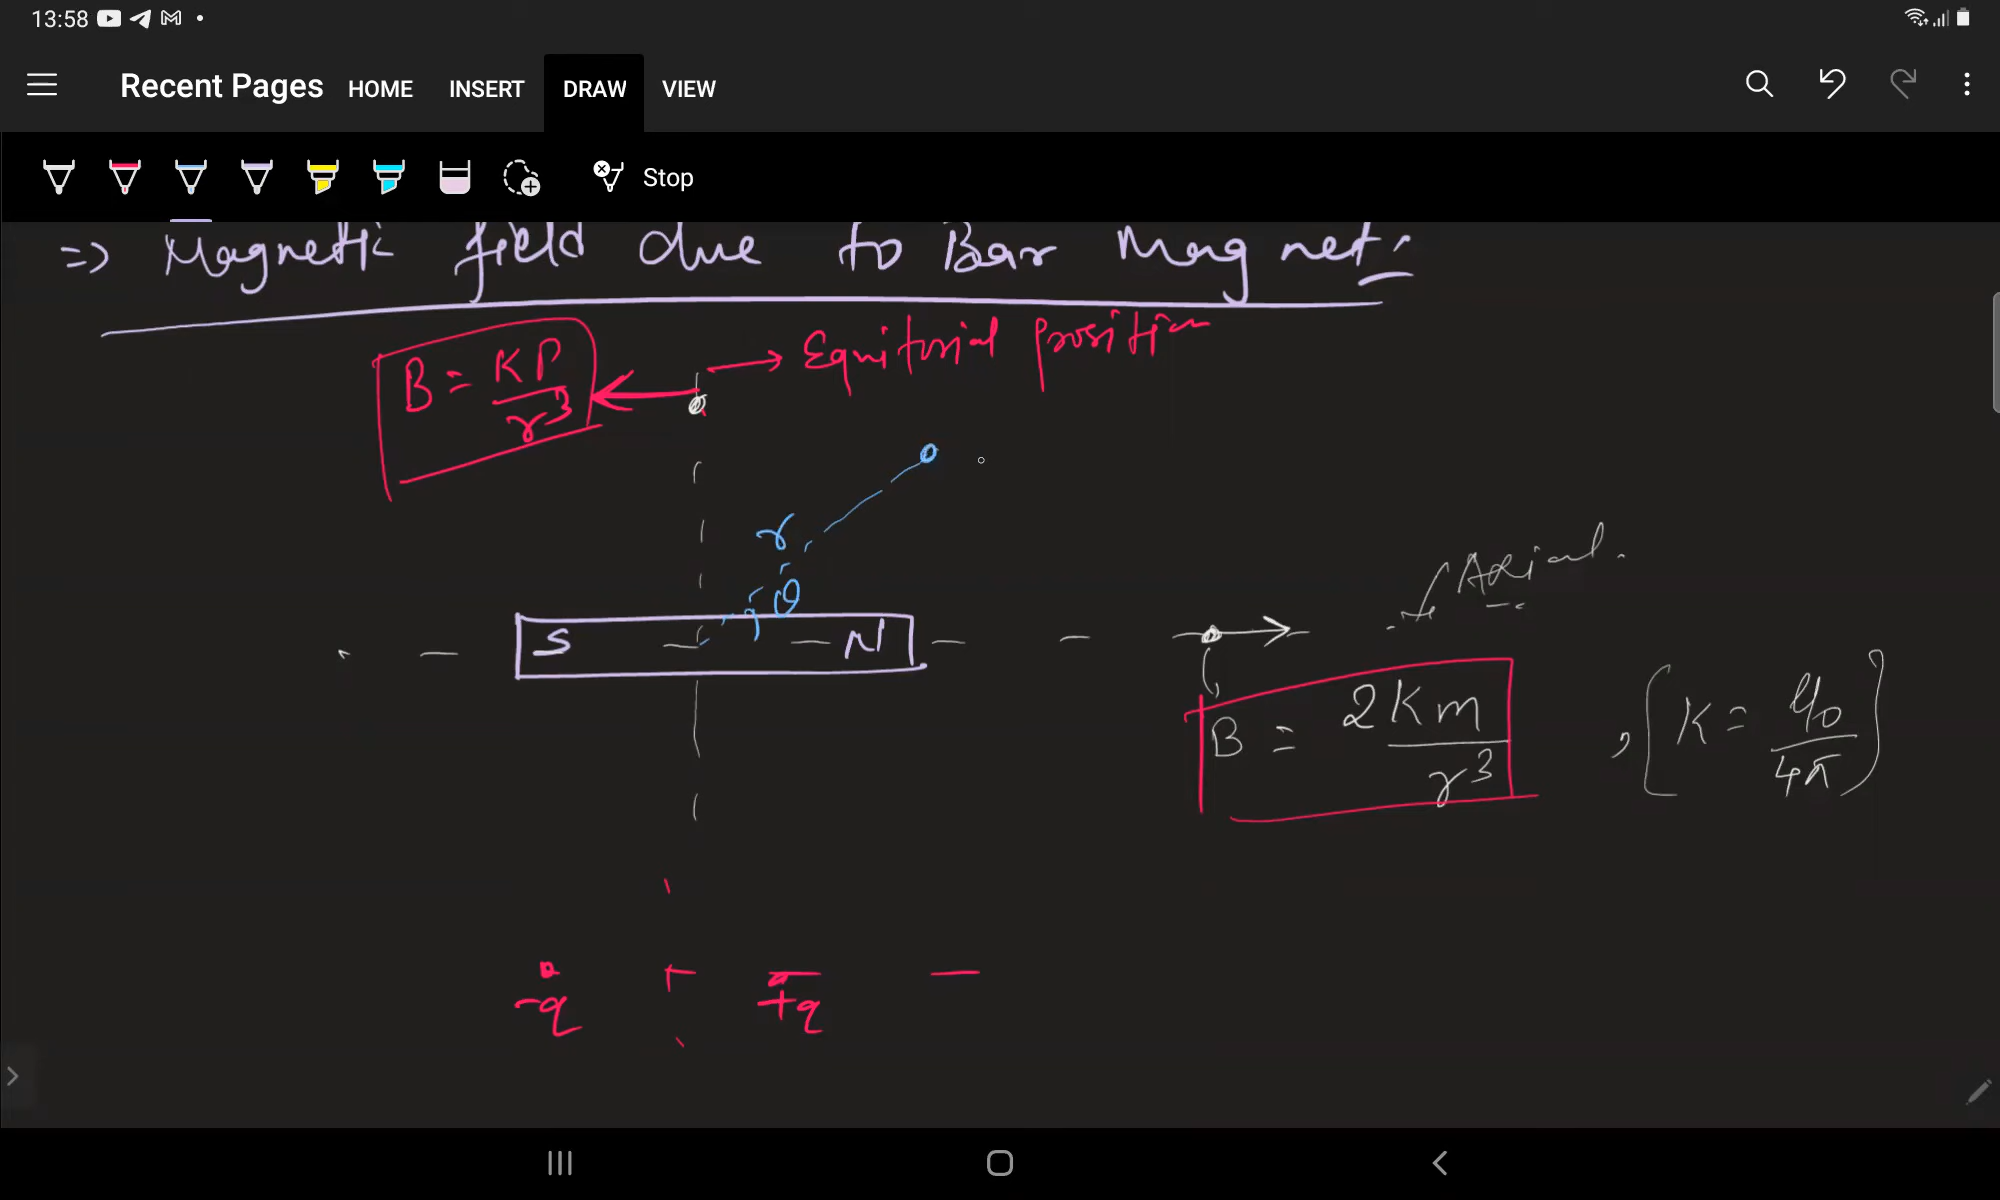 13:58
Recent Pages HOME INSERT DRAW VIEW
Stop
=> Magnetic field due to Bar Magnet:
B = KP / r³
→ Equitorial Prosition
r
θ
S N
Axial.
B = 2Km / r³ , [K = μ0 / 4π]
-q +q